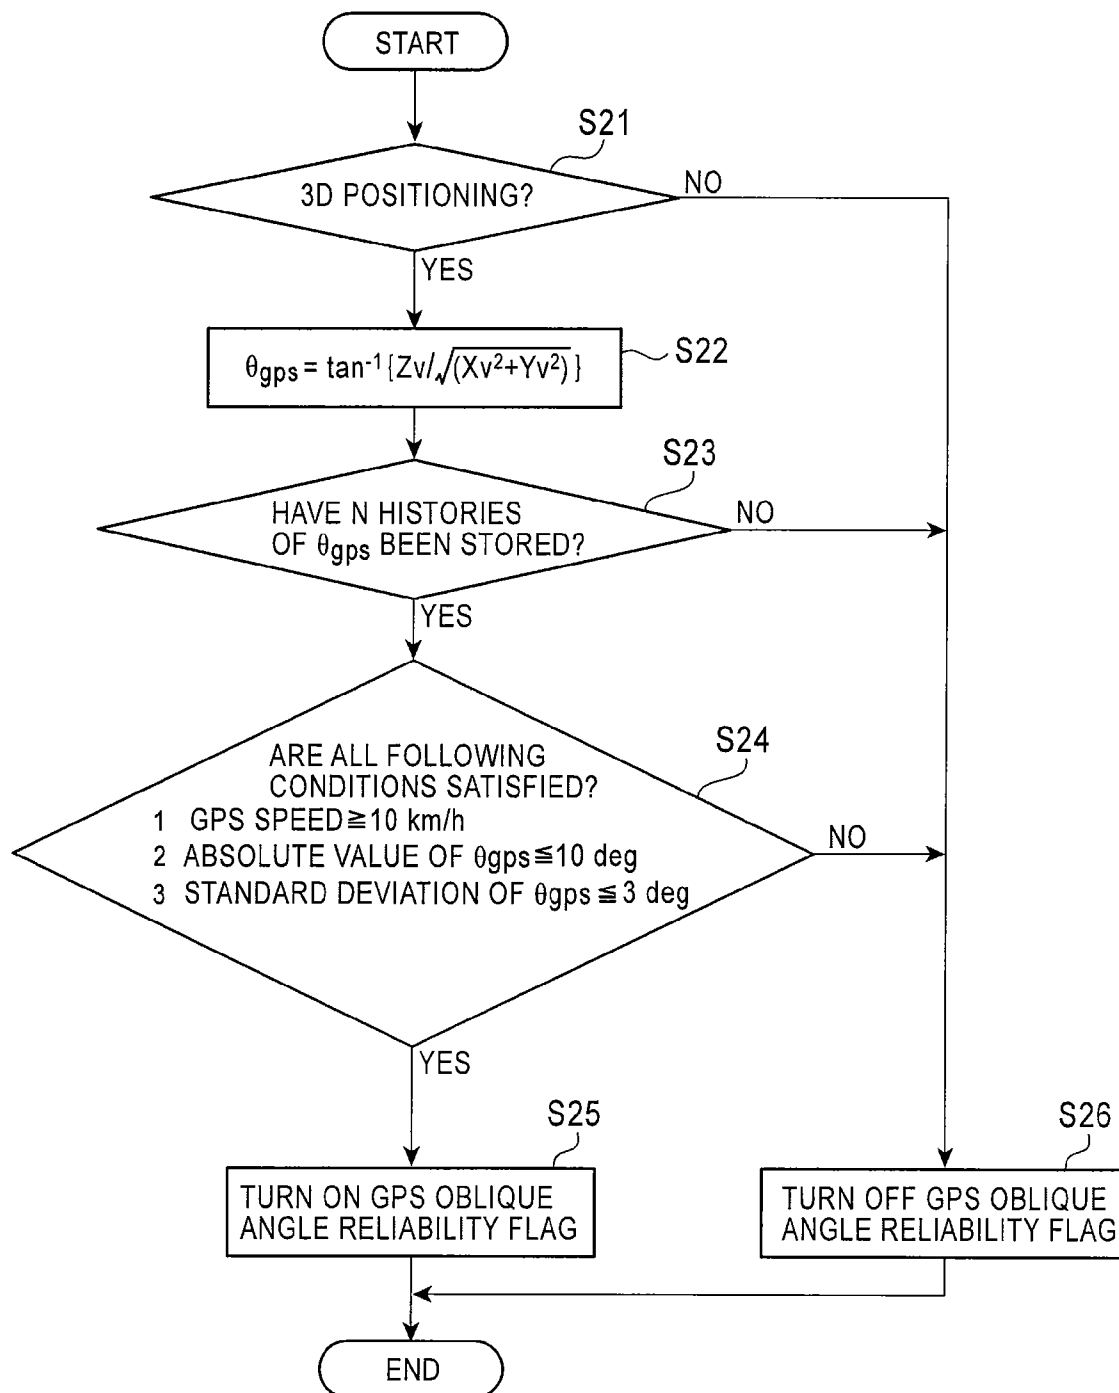 START
S21
3D POSITIONING?
NO
YES
S22
θgps = tan⁻¹{Zv/√(Xv²+Yv²)}
S23
HAVE N HISTORIES
OF θgps BEEN STORED?
NO
YES
S24
ARE ALL FOLLOWING
CONDITIONS SATISFIED?
1 GPS SPEED≧10 km/h
2 ABSOLUTE VALUE OF θgps≦10 deg
3 STANDARD DEVIATION OF θgps≦3 deg
NO
YES
S25
TURN ON GPS OBLIQUE
ANGLE RELIABILITY FLAG
S26
TURN OFF GPS OBLIQUE
ANGLE RELIABILITY FLAG
END